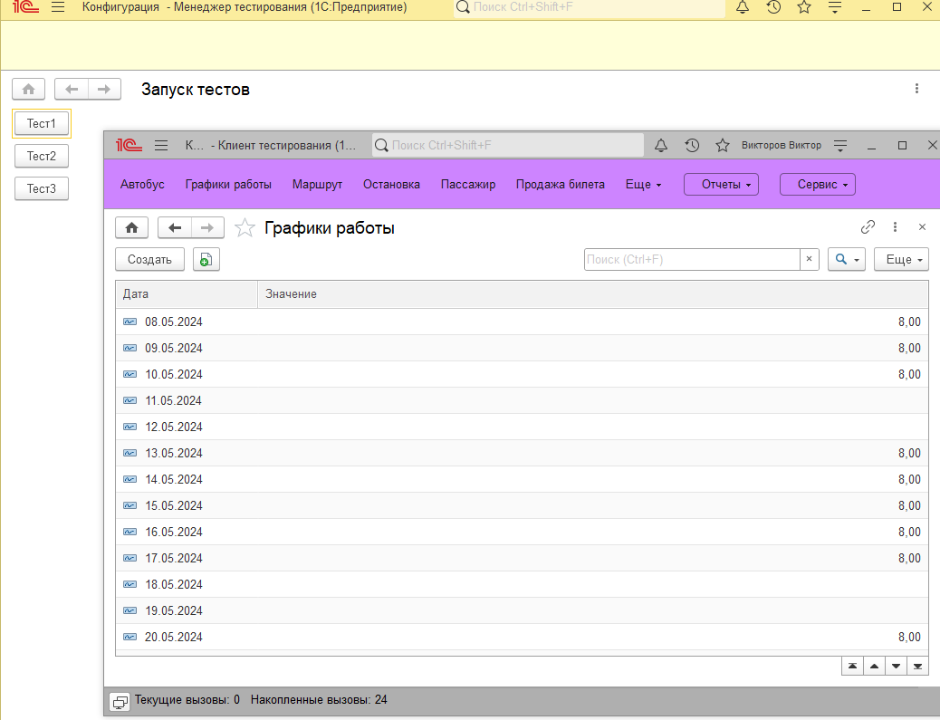 1С Конфигурация - Менеджер тестирования (1С:Предприятие) Поиск Ctrl+Shift+F
Запуск тестов
Тест1
Тест2
Тест3
1С К... - Клиент тестирования (1... Поиск Ctrl+Shift+F Викторов Виктор
Автобус Графики работы Маршрут Остановка Пассажир Продажа билета Еще Отчеты Сервис
Графики работы
Создать Поиск (Ctrl+F) × Еще
Дата Значение
08.05.2024 8,00
09.05.2024 8,00
10.05.2024 8,00
11.05.2024
12.05.2024
13.05.2024 8,00
14.05.2024 8,00
15.05.2024 8,00
16.05.2024 8,00
17.05.2024 8,00
18.05.2024
19.05.2024
20.05.2024 8,00
Текущие вызовы: 0 Накопленные вызовы: 24